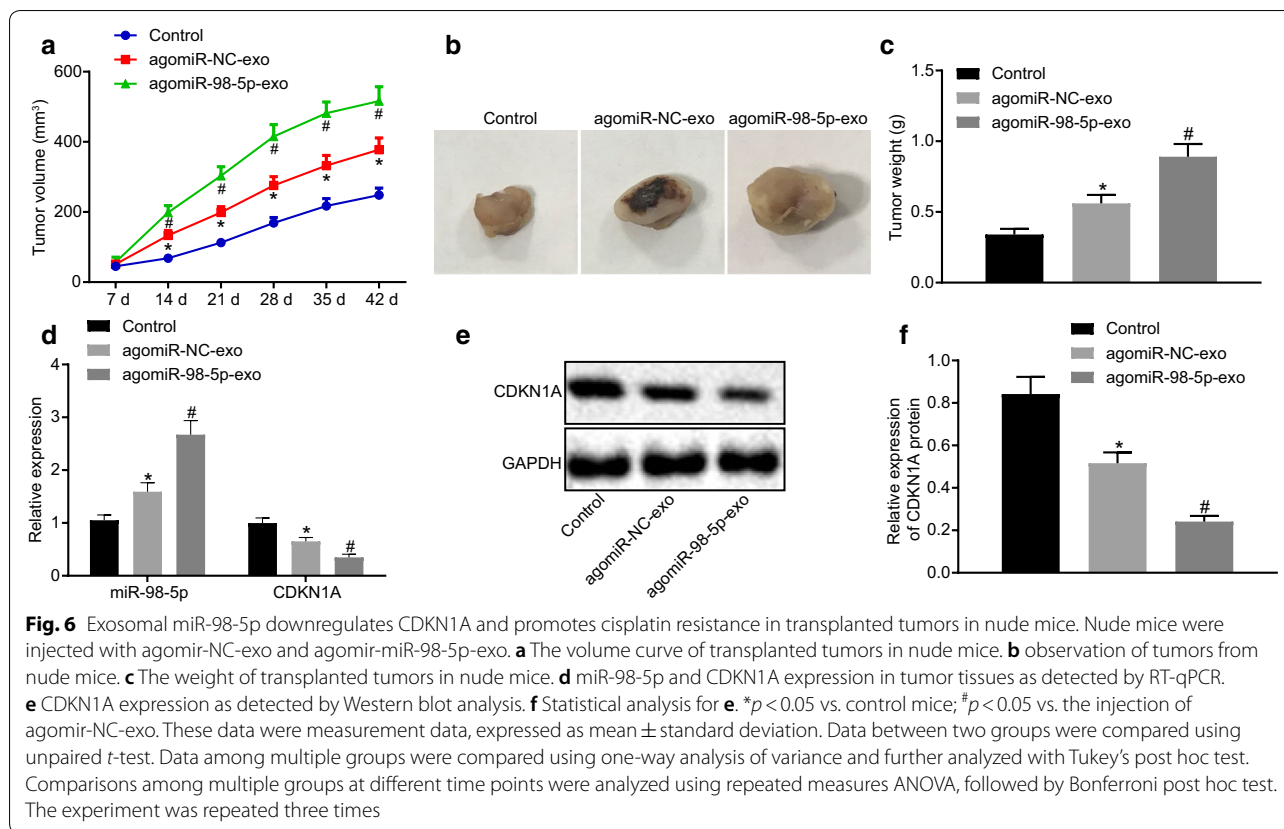 a
Control
agomiR-NC-exo
agomiR-98-5p-exo
Tumor volume (mm³)
600
400
200
0
7 d 14 d 21 d 28 d 35 d 42 d
#
#
#
#
#
*
*
*
*
*
b
Control agomiR-NC-exo agomiR-98-5p-exo
c
Control
agomiR-NC-exo
agomiR-98-5p-exo
Tumor weight (g)
1.5
1.0
0.5
0.0
*
#
d
Control
agomiR-NC-exo
agomiR-98-5p-exo
Relative expression
4
3
2
1
0
*
#
*
#
miR-98-5p CDKN1A
e
CDKN1A
GAPDH
Control
agomiR-NC-exo
agomiR-98-5p-exo
f
Control
agomiR-NC-exo
agomiR-98-5p-exo
Relative expression
of CDKN1A protein
1.0
0.8
0.6
0.4
0.2
0.0
*
#
Fig. 6 Exosomal miR-98-5p downregulates CDKN1A and promotes cisplatin resistance in transplanted tumors in nude mice. Nude mice were
injected with agomir-NC-exo and agomir-miR-98-5p-exo. a The volume curve of transplanted tumors in nude mice. b observation of tumors from
nude mice. c The weight of transplanted tumors in nude mice. d miR-98-5p and CDKN1A expression in tumor tissues as detected by RT-qPCR.
e CDKN1A expression as detected by Western blot analysis. f Statistical analysis for e. *p < 0.05 vs. control mice; #p < 0.05 vs. the injection of
agomir-NC-exo. These data were measurement data, expressed as mean ± standard deviation. Data between two groups were compared using
unpaired t-test. Data among multiple groups were compared using one-way analysis of variance and further analyzed with Tukey's post hoc test.
Comparisons among multiple groups at different time points were analyzed using repeated measures ANOVA, followed by Bonferroni post hoc test.
The experiment was repeated three times